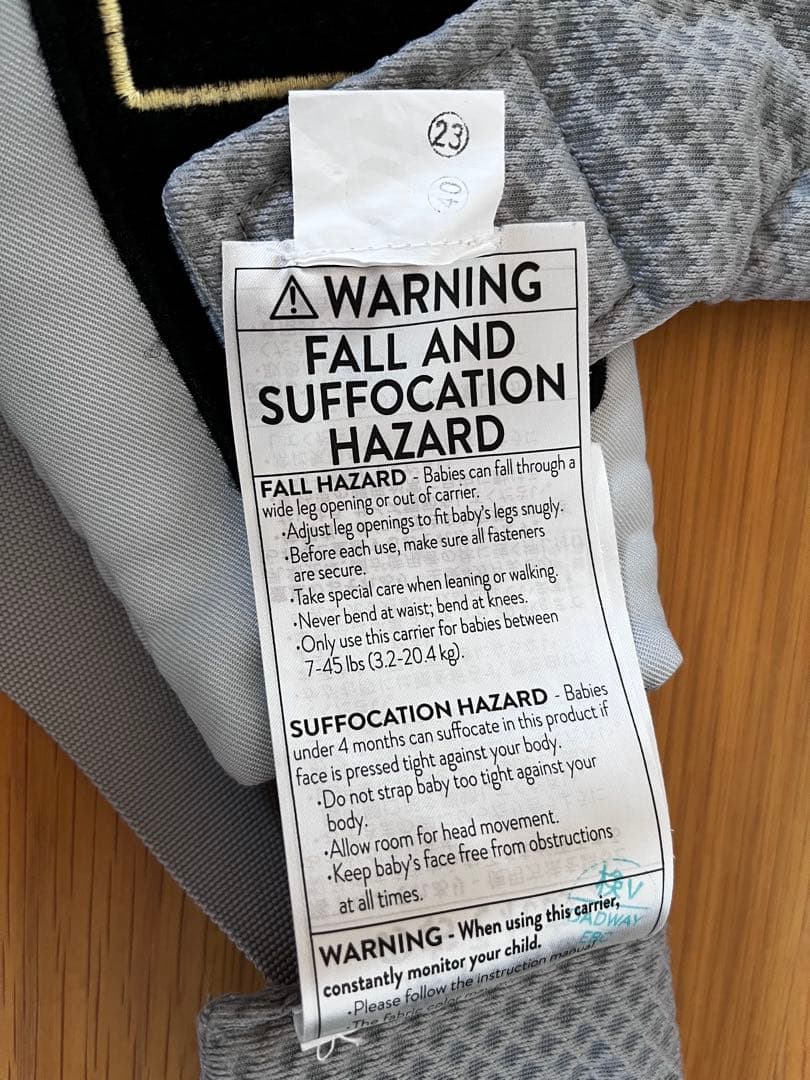 23
40
WARNING
FALL AND
SUFFOCATION
HAZARD
FALL HAZARD - Babies can fall through a
wide leg opening or out of carrier.
·Adjust leg openings to fit baby's legs snugly.
·Before each use, make sure all fasteners
are secure.
·Take special care when leaning or walking.
·Never bend at waist; bend at knees.
·Only use this carrier for babies between
7-45 lbs (3.2-20.4 kg).
SUFFOCATION HAZARD - Babies
under 4 months can suffocate in this product if
face is pressed tight against your body.
·Do not strap baby too tight against your
body.
·Allow room for head movement.
·Keep baby's face free from obstructions
at all times.
検V
WARNING - When using this carrier,
constantly monitor your child.
·Please follow the instruction manual
·The fabric color